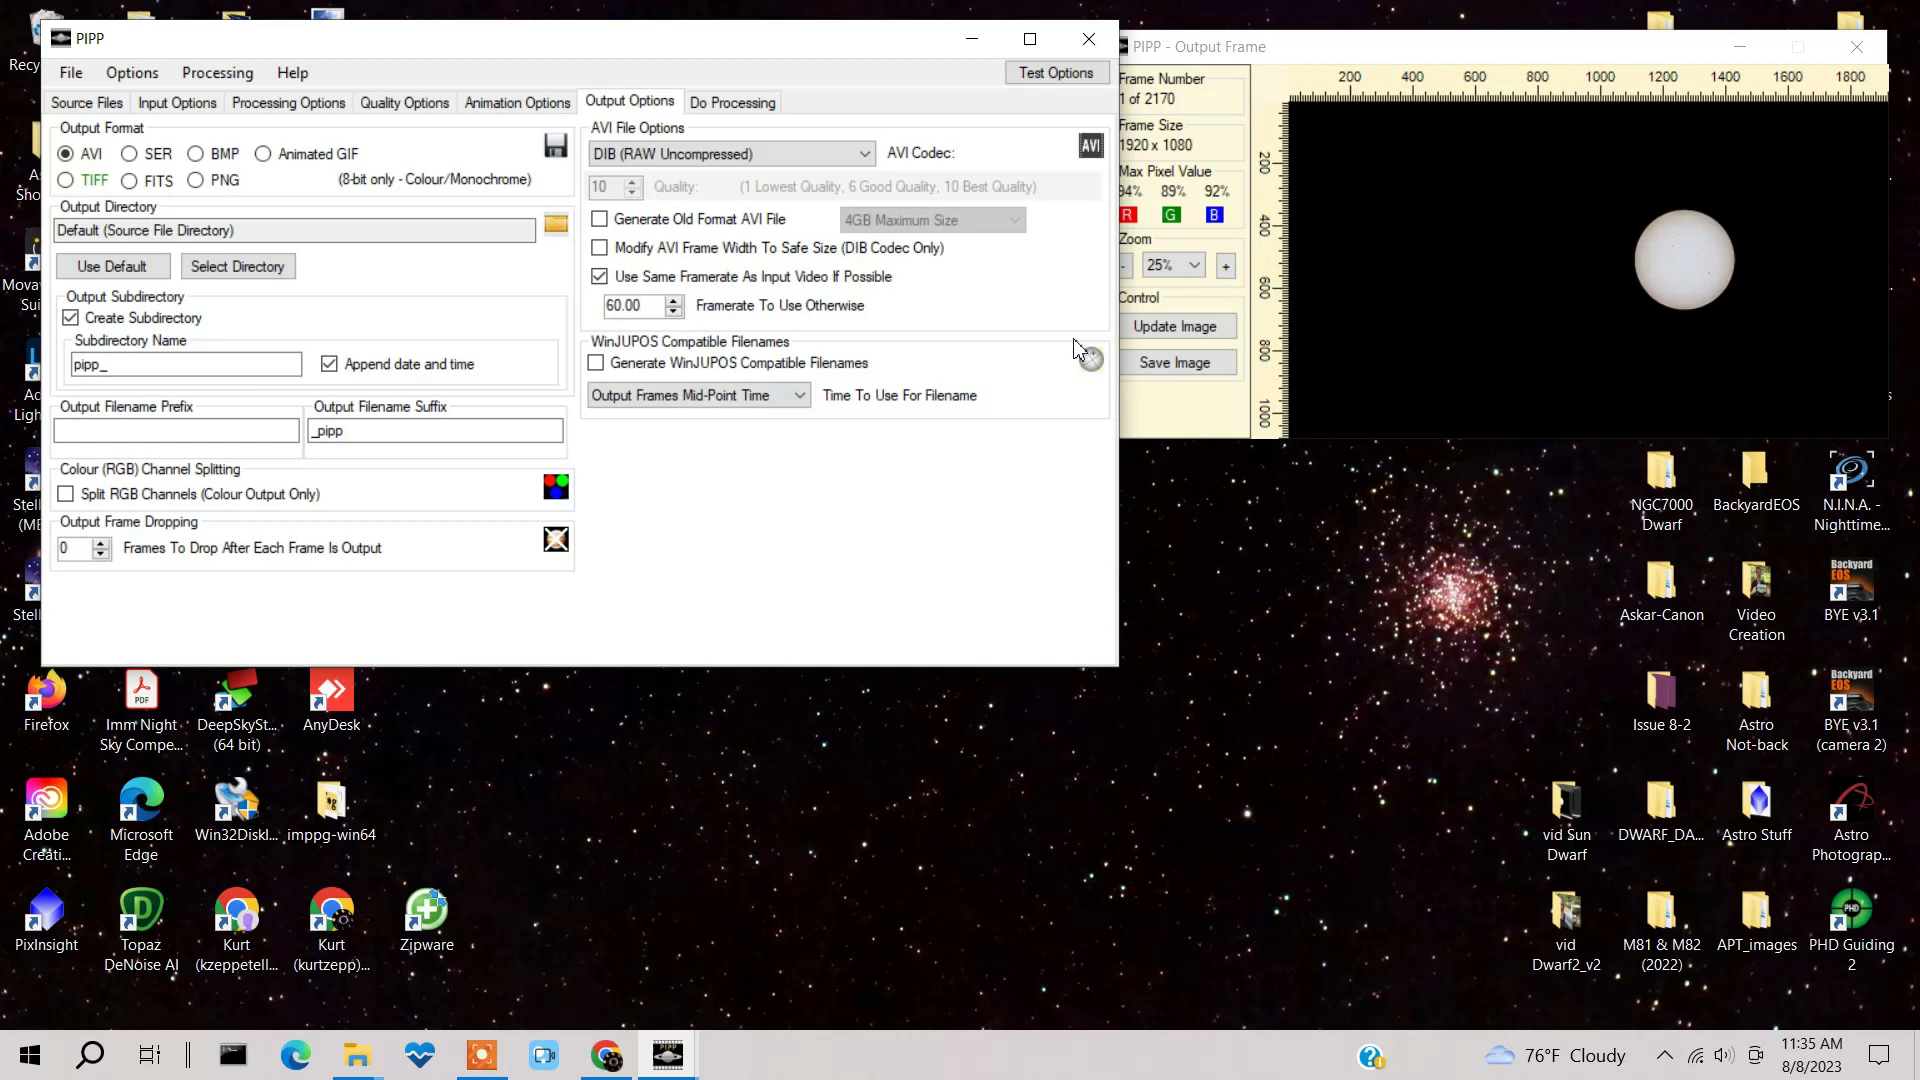 PIPP
File Options Processing Help
Test Options
Source Files Input Options Processing Options Quality Options Animation Options Output Options Do Processing
Output Format
AVI SER BMP Animated GIF
TIFF FITS PNG (8-bit only - Colour/Monochrome)
Output Directory
Default (Source File Directory)
Use Default Select Directory
Output Subdirectory
Create Subdirectory
Subdirectory Name
pipp_ Append date and time
Output Filename Prefix Output Filename Suffix
_pipp
Colour (RGB) Channel Splitting
Split RGB Channels (Colour Output Only)
Output Frame Dropping
0 Frames To Drop After Each Frame Is Output
AVI File Options
DIB (RAW Uncompressed) AVI Codec: AVI
10 Quality: (1 Lowest Quality, 6 Good Quality, 10 Best Quality)
Generate Old Format AVI File 4GB Maximum Size
Modify AVI Frame Width To Safe Size (DIB Codec Only)
Use Same Framerate As Input Video If Possible
60.00 Framerate To Use Otherwise
WinJUPOS Compatible Filenames
Generate WinJUPOS Compatible Filenames
Output Frames Mid-Point Time Time To Use For Filename
PIPP - Output Frame
Frame Number
1 of 2170
Frame Size
1920 x 1080
Max Pixel Value
94% 89% 92%
R G B
Zoom
- 25% +
Control
Update Image
Save Image
200 400 600 800 1000 1200 1400 1600 1800
200
400
600
800
1000
Recy
Sho
Mova
Sui
Ad
Ligh
Stell
(ME
Stell
Firefox
Imm Night
Sky Compe...
DeepSkySt...
(64 bit)
AnyDesk
Adobe
Creati...
Microsoft
Edge
Win32DiskI...
imppg-win64
PixInsight
Topaz
DeNoise AI
Kurt
(kzeppetell...
Kurt
(kurtzepp)...
Zipware
NGC7000
Dwarf
BackyardEOS
N.I.N.A. -
Nighttime...
Askar-Canon
Video
Creation
Backyard
EOS
BYE v3.1
Issue 8-2
Astro
Not-back
Backyard
EOS
BYE v3.1
(camera 2)
vid Sun
Dwarf
DWARF_DA...
Astro Stuff
Astro
Photograp...
vid
Dwarf2_v2
M81 & M82
(2022)
APT_images
PHD
PHD Guiding
2
76°F Cloudy
11:35 AM
8/8/2023